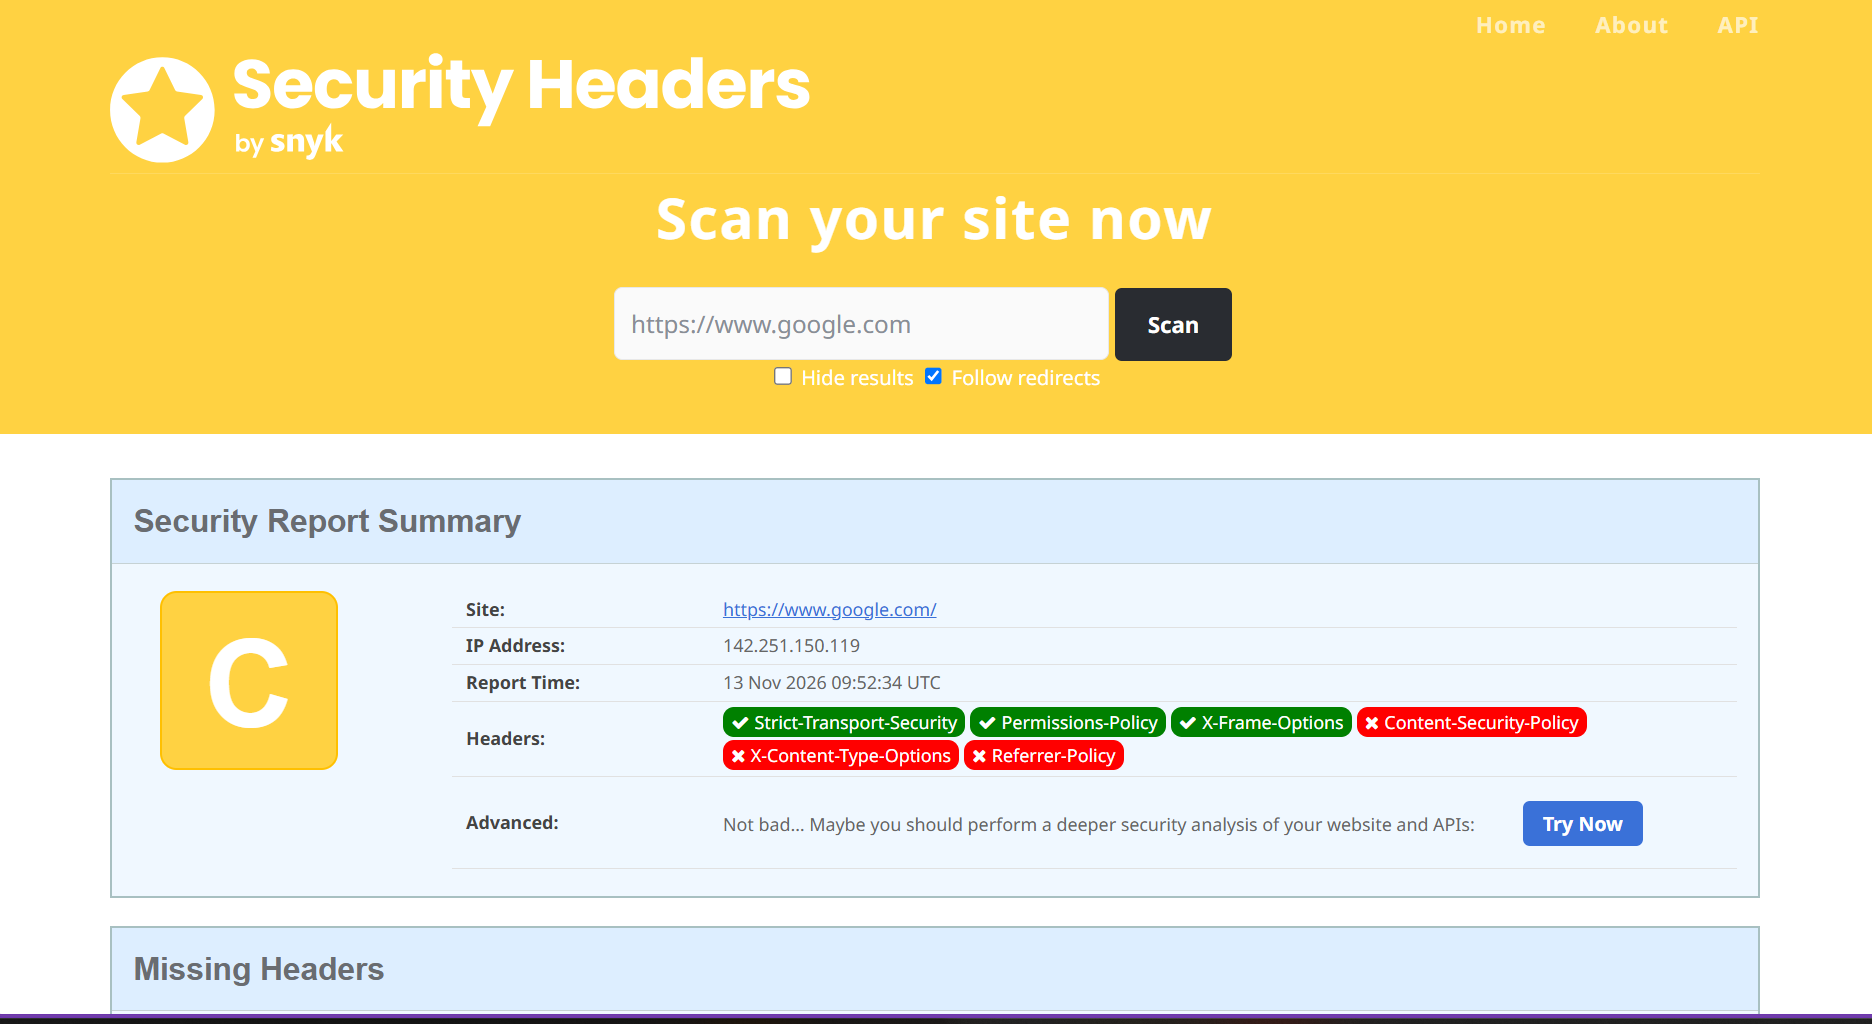 Home About API
Security Headers
by snyk
Scan your site now
https://www.google.com
Scan
Hide results Follow redirects
Security Report Summary
C
Site: https://www.google.com/
IP Address: 142.251.150.119
Report Time: 13 Nov 2026 09:52:34 UTC
Headers: Strict-Transport-Security Permissions-Policy X-Frame-Options Content-Security-Policy
X-Content-Type-Options Referrer-Policy
Advanced: Not bad... Maybe you should perform a deeper security analysis of your website and APIs: Try Now
Missing Headers